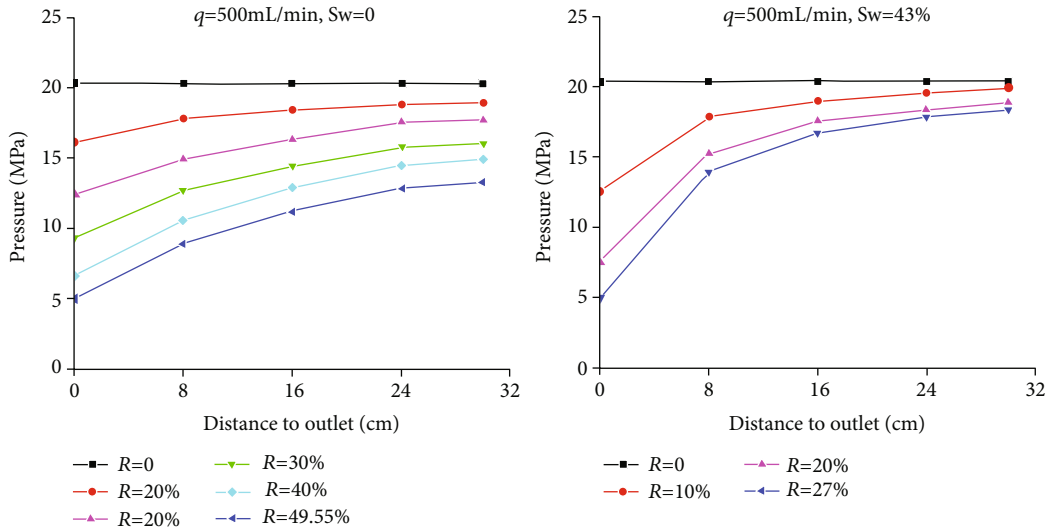 q=500mL/min, Sw=0
25
20
15
10
5
0
Pressure (MPa)
0 8 16 24 32
Distance to outlet (cm)
R=0
R=20%
R=20%
R=30%
R=40%
R=49.55%
q=500mL/min, Sw=43%
25
20
15
10
5
0
Pressure (MPa)
0 8 16 24 32
Distance to outlet (cm)
R=0
R=10%
R=20%
R=27%